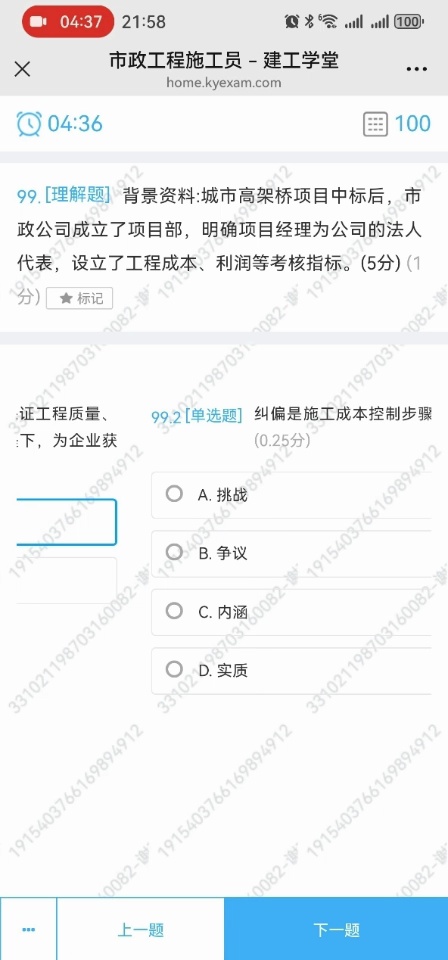 04:37 21:58 100
市政工程施工员 - 建工学堂
home.kyexam.com
04:36 100
99. [理解题] 背景资料:城市高架桥项目中标后，市
政公司成立了项目部，明确项目经理为公司的法人
代表，设立了工程成本、利润等考核指标。(5分) (1
分) ★ 标记
证工程质量、
下，为企业获
99.2 [单选题] 纠偏是施工成本控制步骤
(0.25分)
A. 挑战
B. 争议
C. 内涵
D. 实质
1915403766169894912
331021198703160082
上一题 下一题